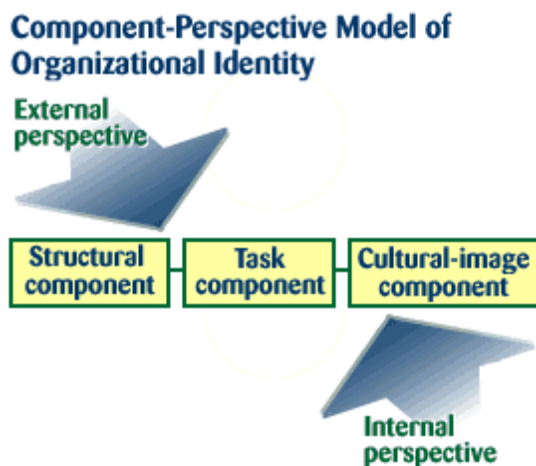 Component-Perspective Model of
Organizational Identity
External
perspective
Structural
component
Task
component
Cultural-image
component
Internal
perspective